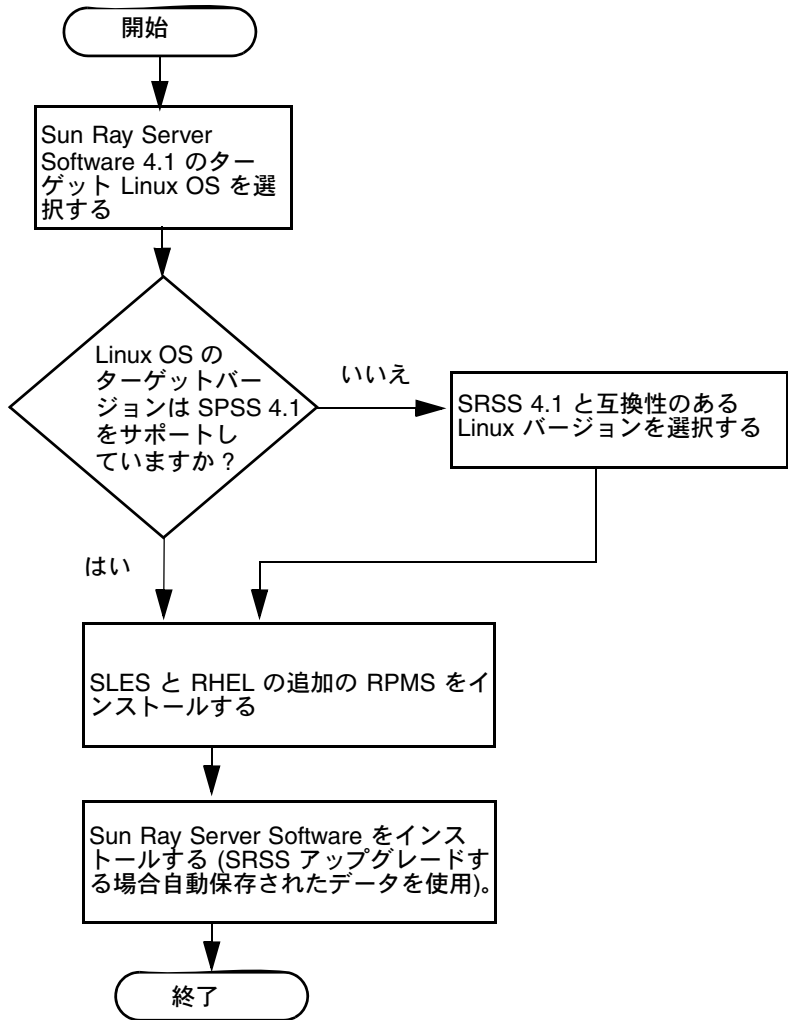 開始
Sun Ray Server
Software 4.1 のター
ゲット Linux OS を選
択する
Linux OS の
ターゲットバー
ジョンは SPSS 4.1
をサポートし
ていますか ?
いいえ
SRSS 4.1 と互換性のある
Linux バージョンを選択する
はい
SLES と RHEL の追加の RPMS をイ
ンストールする
Sun Ray Server Software をインス
トールする (SRSS アップグレードす
る場合自動保存されたデータを使用)。
終了